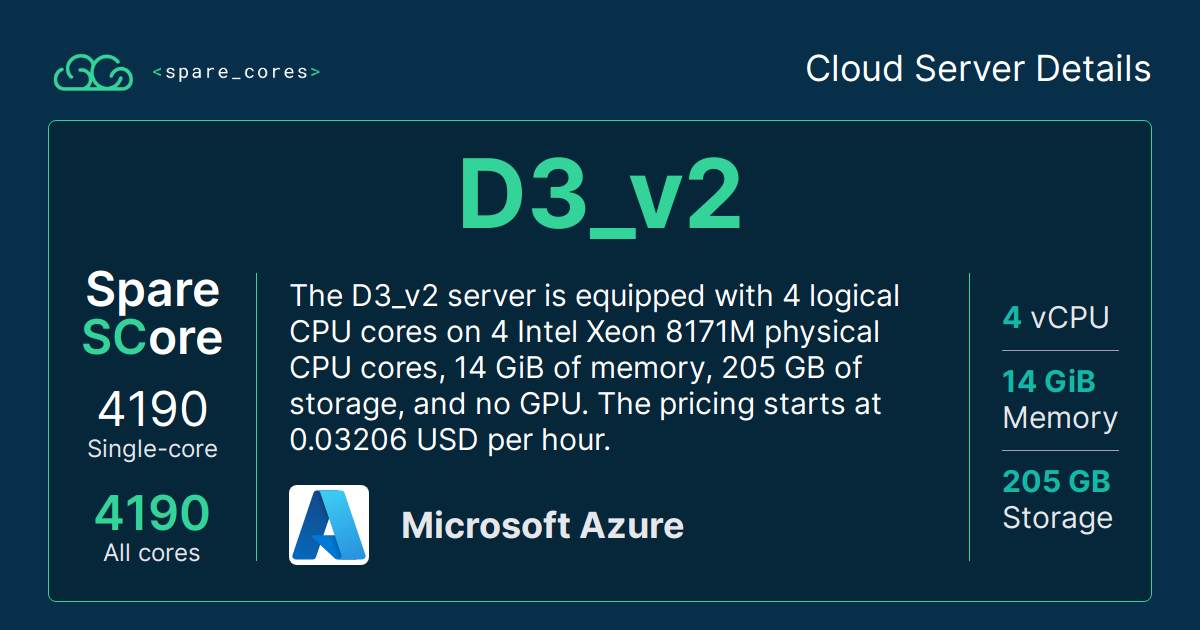 <spare_cores>
Cloud Server Details
D3_v2
Spare
SCore
4190
Single-core
4190
All cores
The D3_v2 server is equipped with 4 logical
CPU cores on 4 Intel Xeon 8171M physical
CPU cores, 14 GiB of memory, 205 GB of
storage, and no GPU. The pricing starts at
0.03206 USD per hour.
Microsoft Azure
4 vCPU
14 GiB
Memory
205 GB
Storage